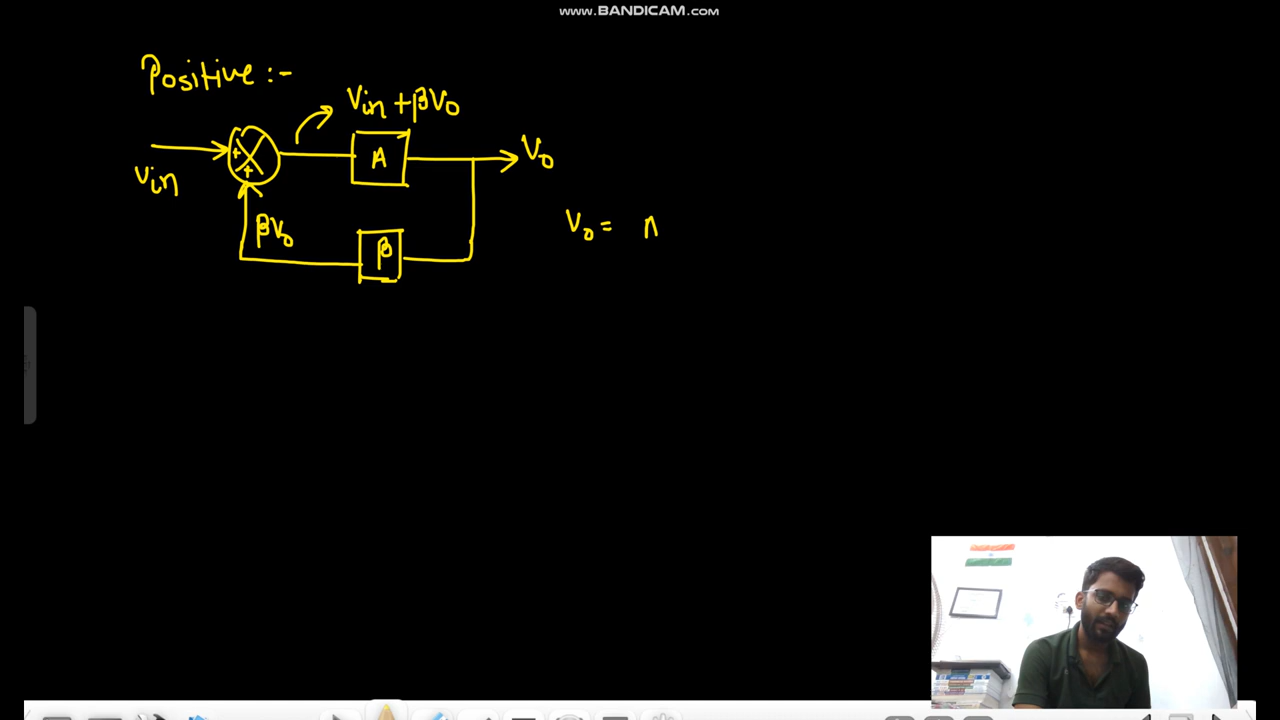 www.BANDICAM.com
Positive :-
Vin + βVo
+
+
A
Vo
Vin
βVo
β
Vo = A